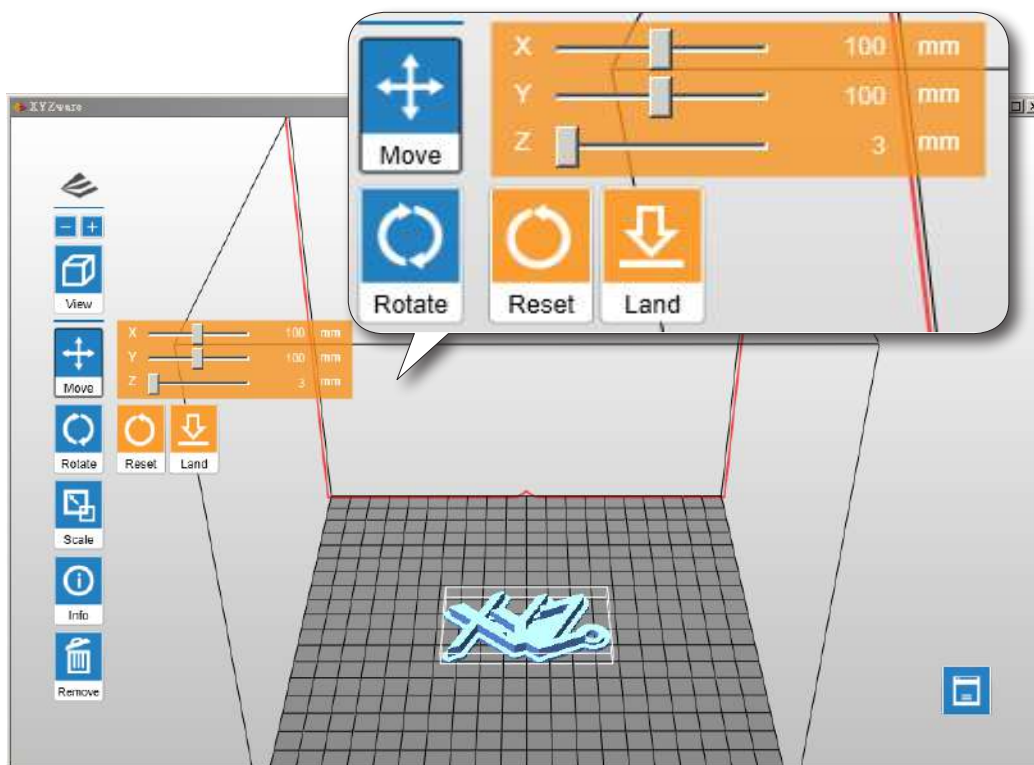 X 100 mm
Y 100 mm
Z 3 mm
Move
Rotate
Reset
Land
XYZware
View
X 100 mm
Y 100 mm
Z 3 mm
Move
Rotate
Reset
Land
Scale
Info
Remove
XYZ